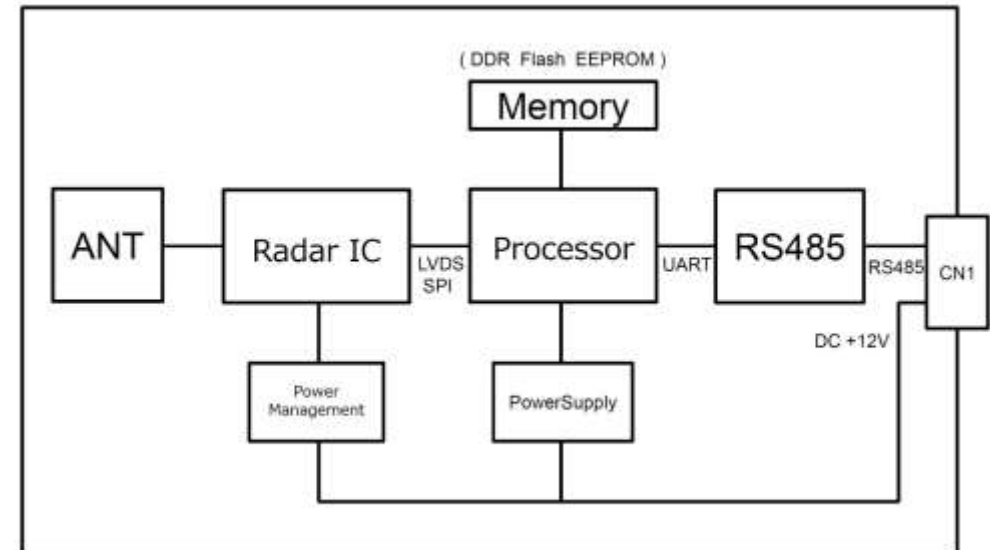 ( DDR Flash EEPROM )
Memory
ANT
Radar IC
LVDS
SPI
Processor
UART
RS485
RS485
CN1
DC +12V
Power
Management
PowerSupply